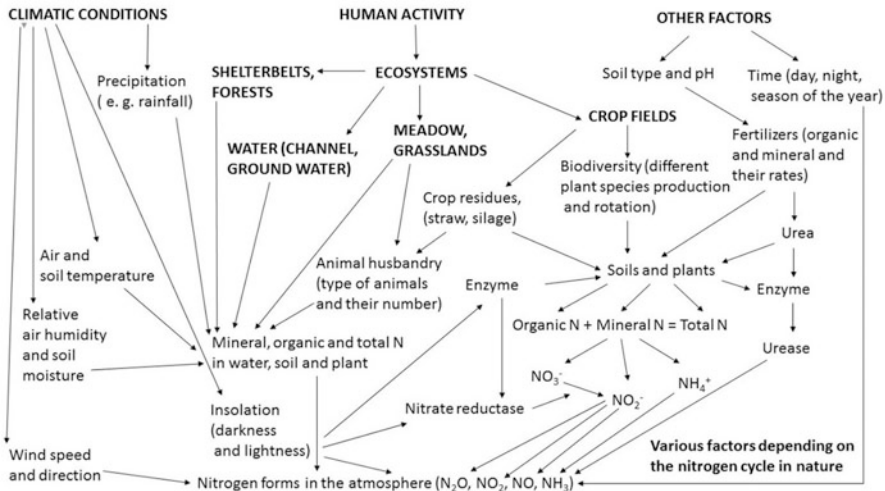 CLIMATIC CONDITIONS
HUMAN ACTIVITY
OTHER FACTORS
Precipitation
( e. g. rainfall)
SHELTERBELTS,
FORESTS
ECOSYSTEMS
Soil type and pH
Time (day, night,
season of the year)
WATER (CHANNEL,
GROUND WATER)
MEADOW,
GRASSLANDS
CROP FIELDS
Fertilizers (organic
and mineral and
their rates)
Biodiversity (different
plant species production
and rotation)
Crop residues,
(straw, silage)
Urea
Air and
soil temperature
Animal husbandry
(type of animals
and their number)
Enzyme
Soils and plants
Enzyme
Relative
air humidity
and soil
moisture
Mineral, organic and total N
in water, soil and plant
Organic N + Mineral N = Total N
Urease
NO₃⁻
NO₂⁻
NH₄⁺
Insolation
(darkness
and lightness)
Nitrate reductase
Wind speed
and direction
Various factors depending on
the nitrogen cycle in nature
Nitrogen forms in the atmosphere (N₂O, NO₂, NO, NH₃)